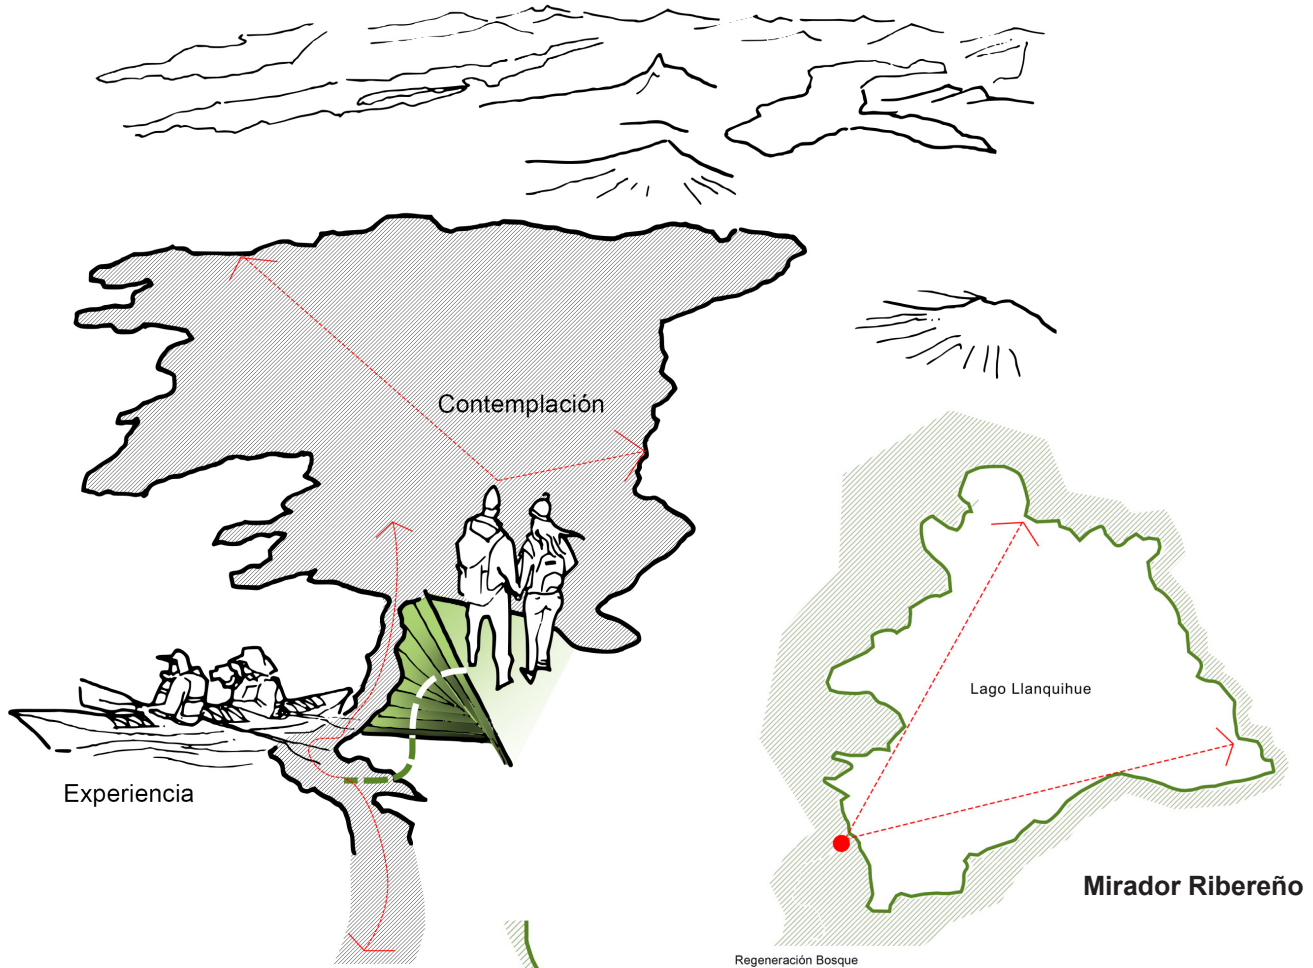 Contemplación
Lago Llanquihue
Experiencia
Mirador Ribereño
Regeneración Bosque